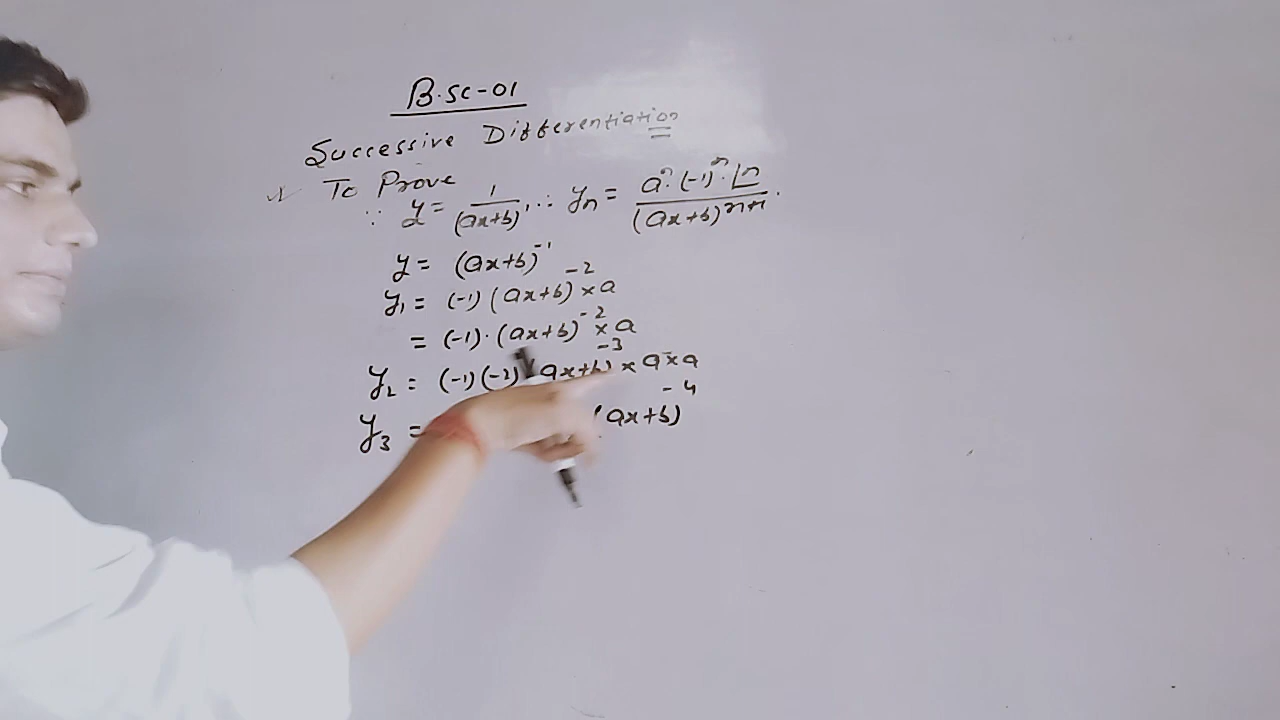 B.Sc-01
Successive Differentiation
To Prove
∵ y = 1/(ax+b), ∴ yn = a^n.(-1)^n.⌊n/(ax+b)^n+1.
y = (ax+b)^-1
y1 = (-1)(ax+b)^-2 × a
= (-1).(ax+b)^-2 × a
y2 = (-1)(-2) (ax+b)^-3 × a × a
y3 = (ax+b)^-4